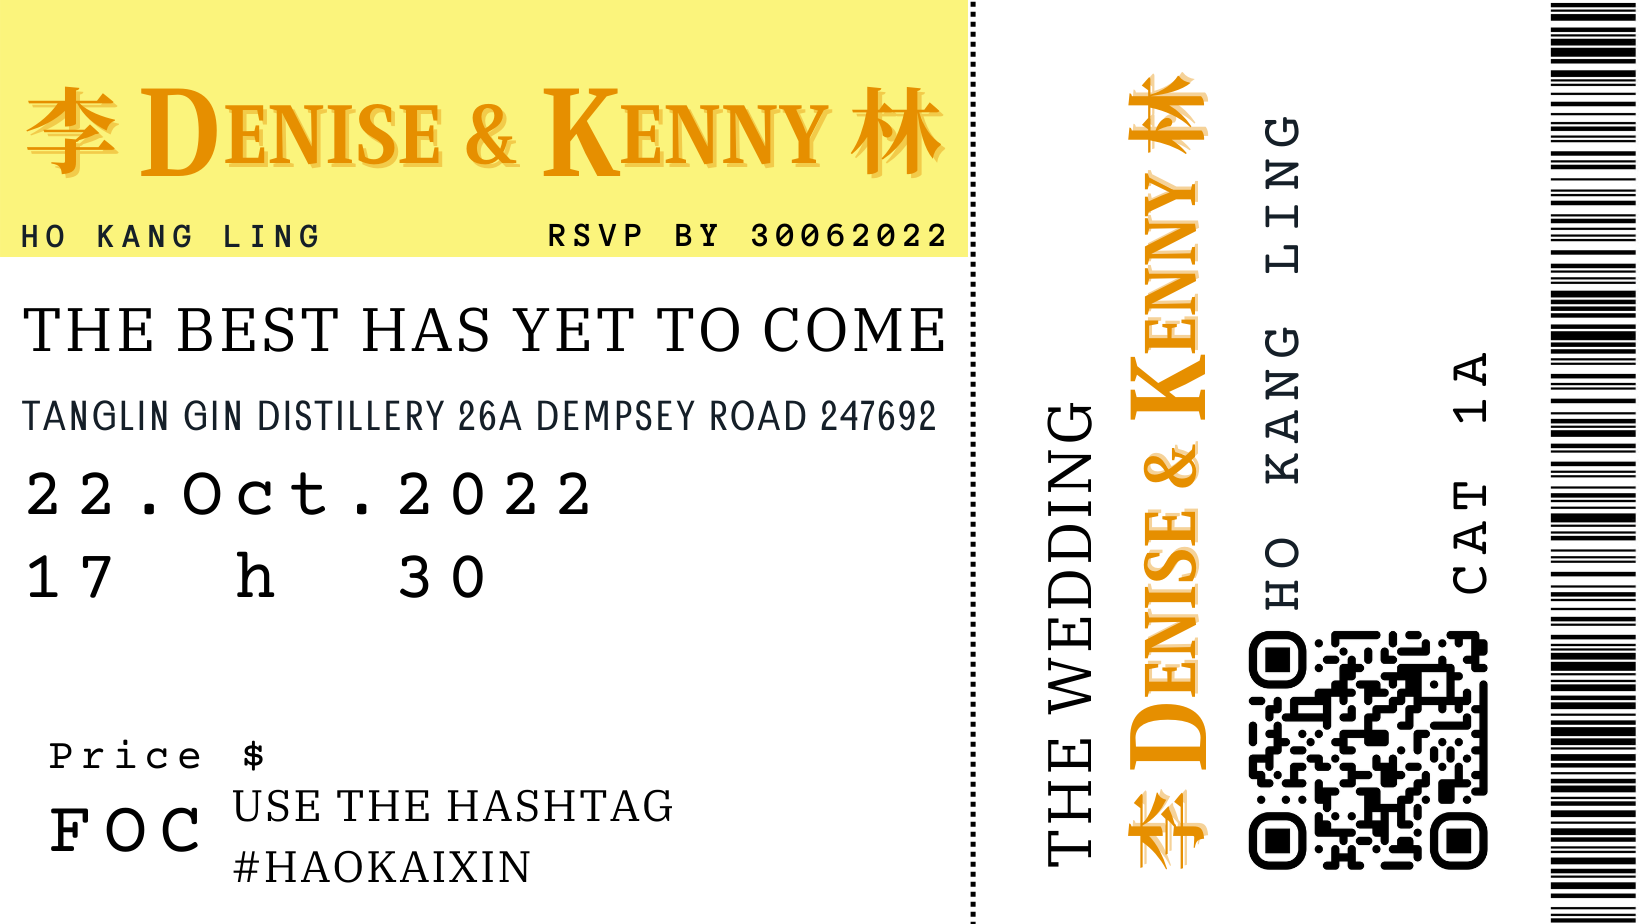 李 DENISE & KENNY 林
HO KANG LING
RSVP BY 30062022
THE BEST HAS YET TO COME
TANGLIN GIN DISTILLERY 26A DEMPSEY ROAD 247692
22.Oct.2022
17 h 30
Price $
FOC
USE THE HASHTAG
#HAOKAIXIN
THE WEDDING
李 DENISE & KENNY 林
HO KANG LING
CAT 1A